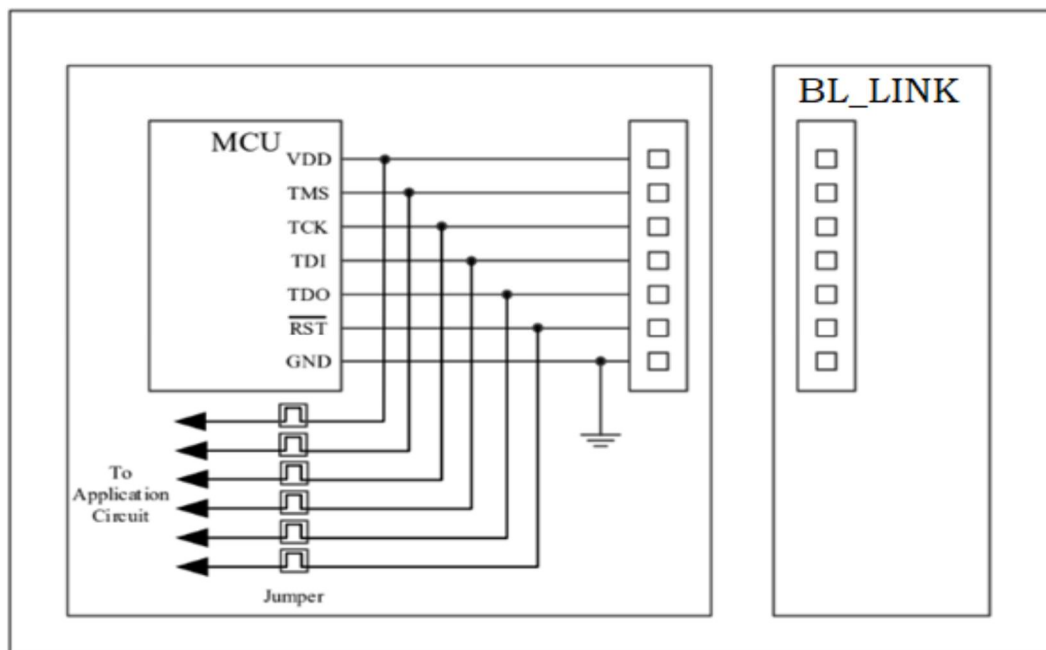 BL_LINK
MCU
VDD
TMS
TCK
TDI
TDO
RST
GND
To
Application
Circuit
Jumper